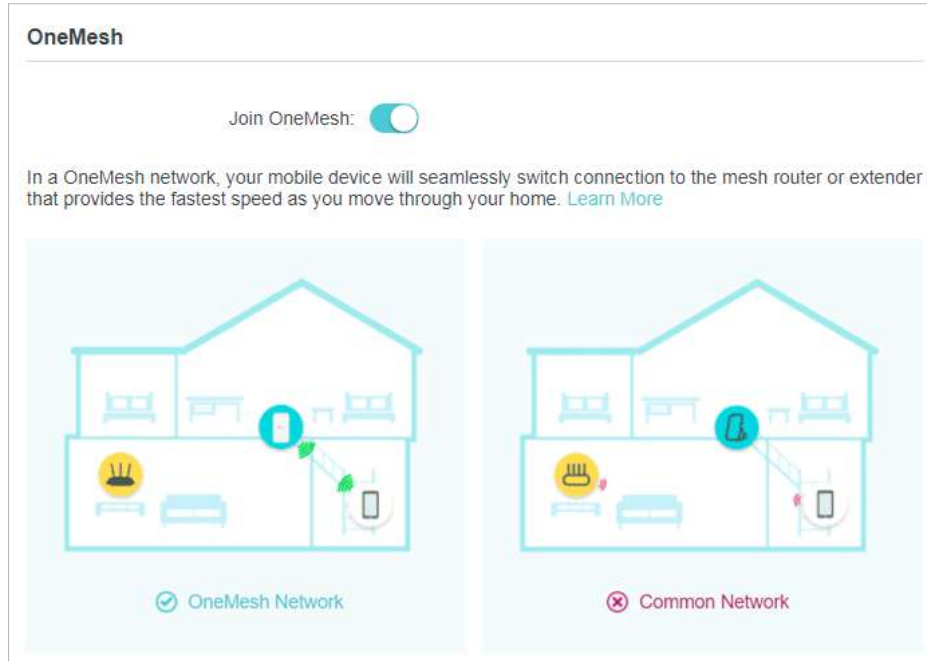 OneMesh
Join OneMesh:
In a OneMesh network, your mobile device will seamlessly switch connection to the mesh router or extender
that provides the fastest speed as you move through your home. Learn More
OneMesh Network
Common Network